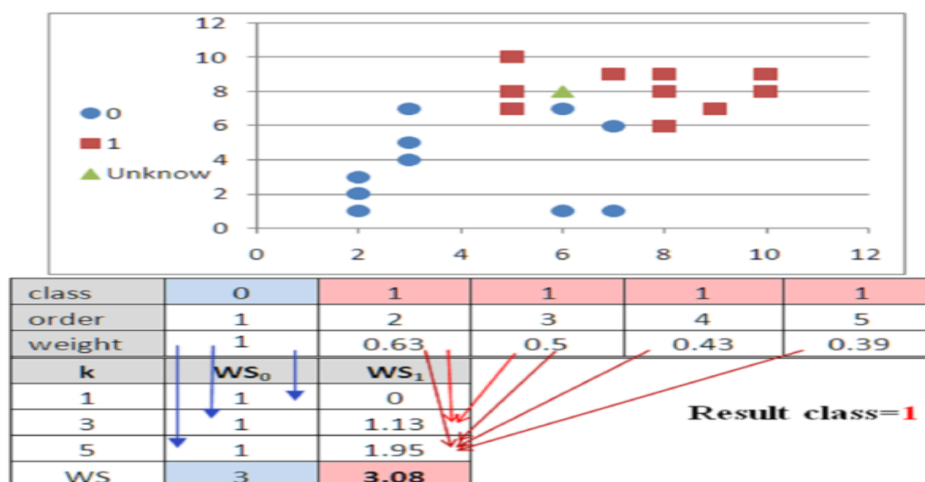 12
10
8
6
4
2
0
0
1
Unknow
0 2 4 6 8 10 12
class 0 1 1 1 1
order 1 2 3 4 5
weight 1 0.63 0.5 0.43 0.39
k WS₀ WS₁
1 1 0
3 1 1.13
5 1 1.95
WS 3 3.08
Result class=1